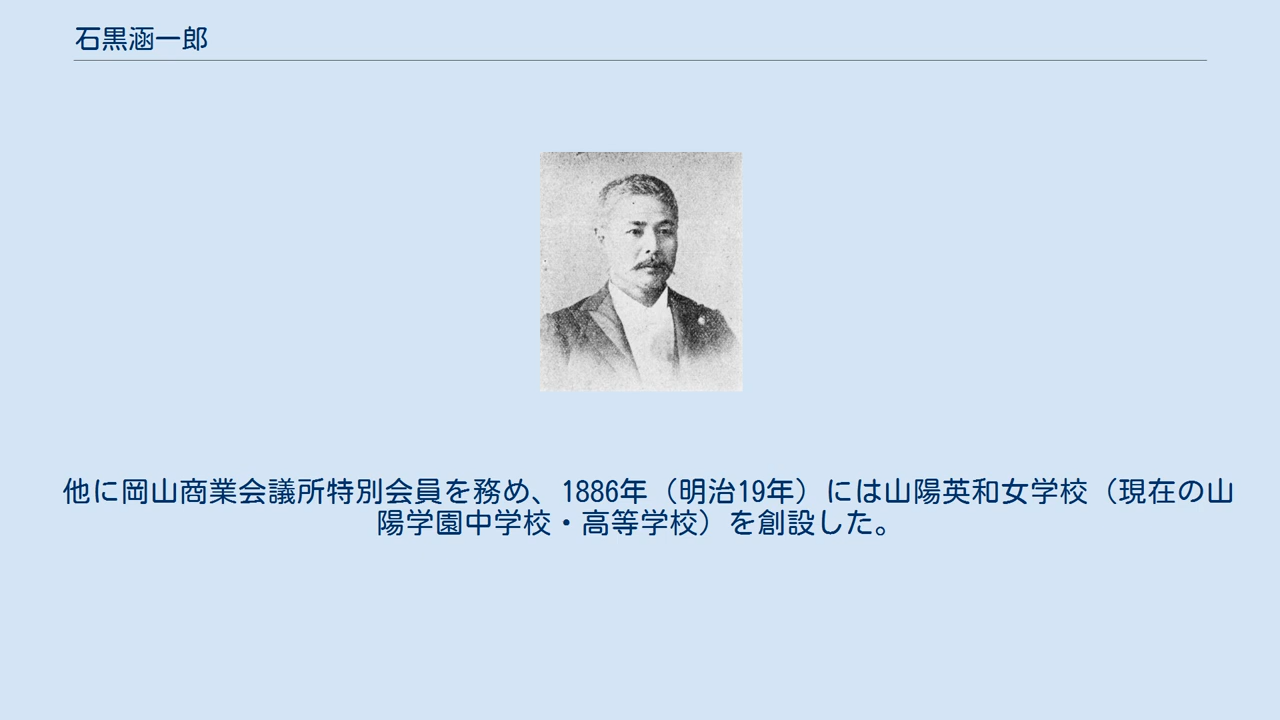 石黒涵一郎
他に岡山商業会議所特別会員を務め、1886年（明治19年）には山陽英和女学校（現在の山
陽学園中学校・高等学校）を創設した。